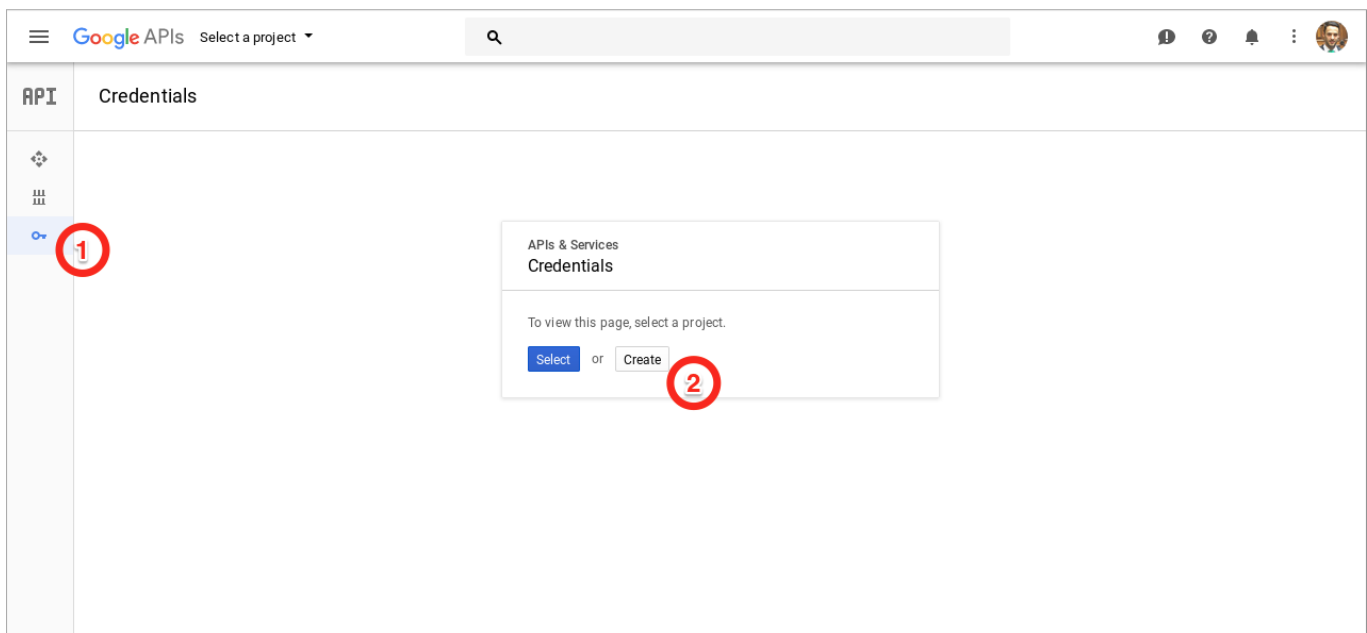 Google APIs Select a project
API Credentials
1
APIs & Services
Credentials
To view this page, select a project.
Select or Create
2